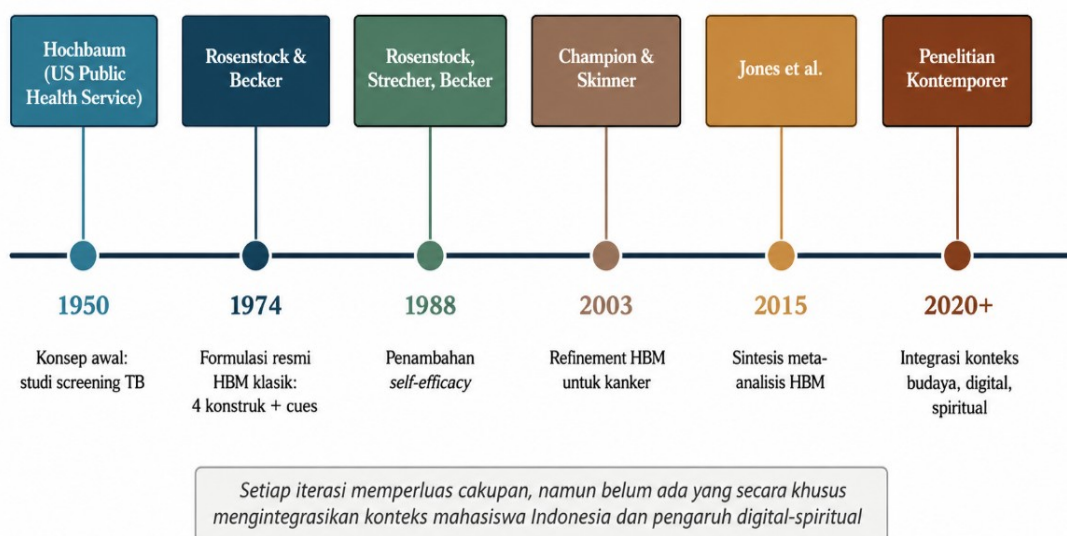 Hochbaum
(US Public
Health Service)
Rosenstock &
Becker
Rosenstock,
Strecher, Becker
Champion &
Skinner
Jones et al.
Penelitian
Kontemporer
1950
1974
1988
2003
2015
2020+
Konsep awal:
studi screening TB
Formulasi resmi
HBM klasik:
4 konstruk + cues
Penambahan
self-efficacy
Refinement HBM
untuk kanker
Sintesis meta-
analisis HBM
Integrasi konteks
budaya, digital,
spiritual
Setiap iterasi memperluas cakupan, namun belum ada yang secara khusus
mengintegrasikan konteks mahasiswa Indonesia dan pengaruh digital-spiritual